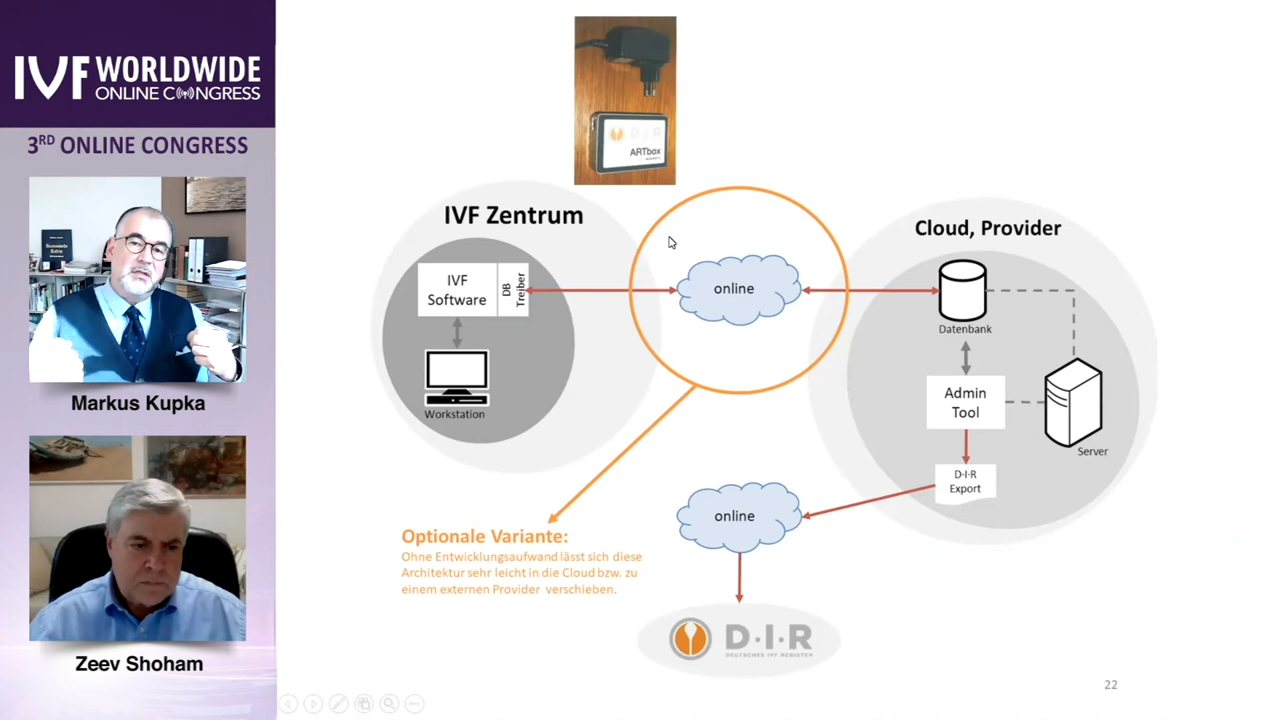 IVF WORLDWIDE
ONLINE CONGRESS
3RD ONLINE CONGRESS
Markus Kupka
Zeev Shoham
D·I·R
ARTbox
IVF Zentrum
IVF
Software
DB
Treiber
Workstation
online
Cloud, Provider
Datenbank
Admin
Tool
Server
D·I·R
Export
online
Optionale Variante:
Ohne Entwicklungsaufwand lässt sich diese
Architektur sehr leicht in die Cloud bzw. zu
einem externen Provider verschieben.
D·I·R
DEUTSCHES IVF REGISTER
22